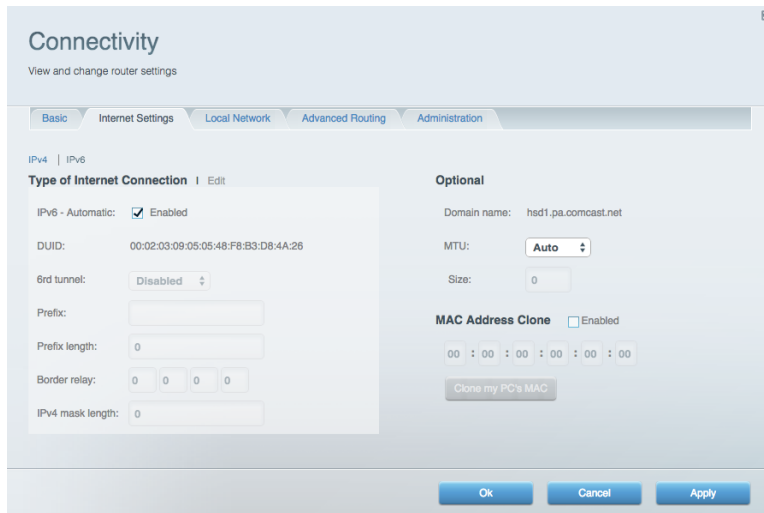 Connectivity
View and change router settings
Basic
Internet Settings
Local Network
Advanced Routing
Administration
IPv4 | IPv6
Type of Internet Connection | Edit
IPv6 - Automatic: Enabled
DUID: 00:02:03:09:05:05:48:F8:B3:D8:4A:26
6rd tunnel: Disabled
Prefix:
Prefix length: 0
Border relay: 0 0 0 0
IPv4 mask length: 0
Optional
Domain name: hsd1.pa.comcast.net
MTU: Auto
Size: 0
MAC Address Clone Enabled
00 : 00 : 00 : 00 : 00 : 00
Clone my PC's MAC
Ok
Cancel
Apply